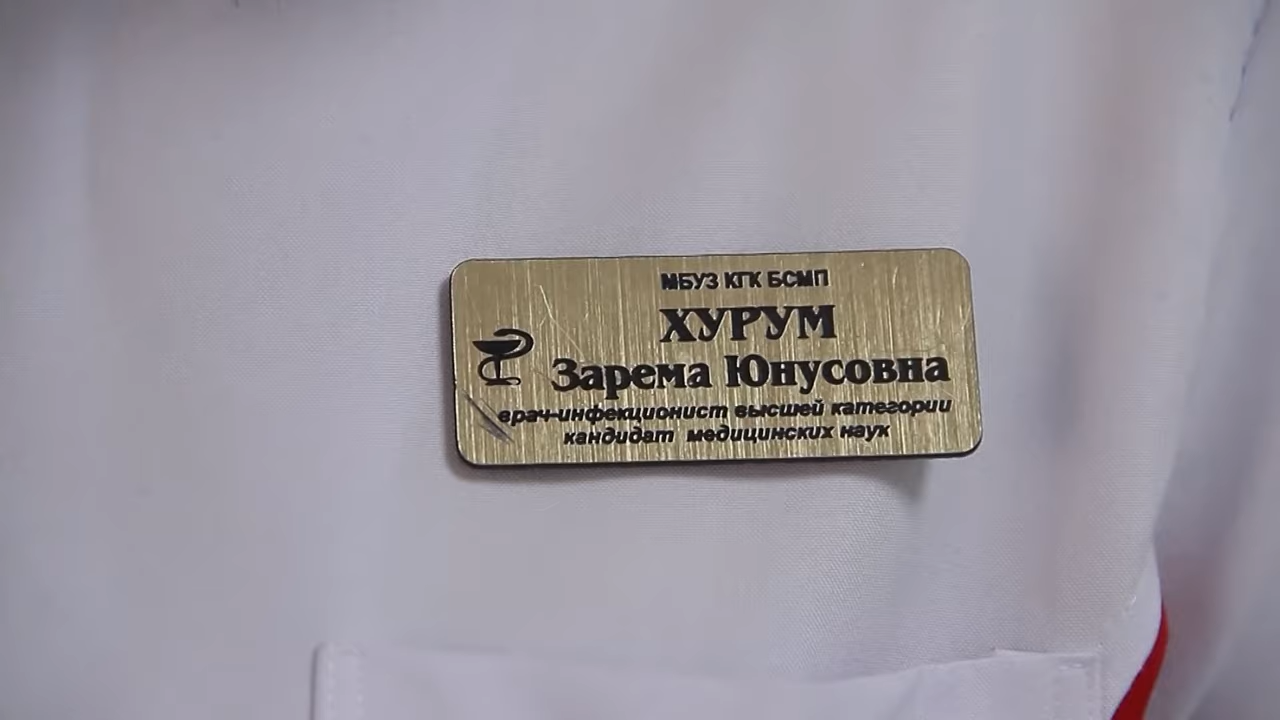 МБУЗ КГК БСМП
ХУРУМ
Зарема Юнусовна
врач-инфекционист высшей категории
кандидат медицинских наук